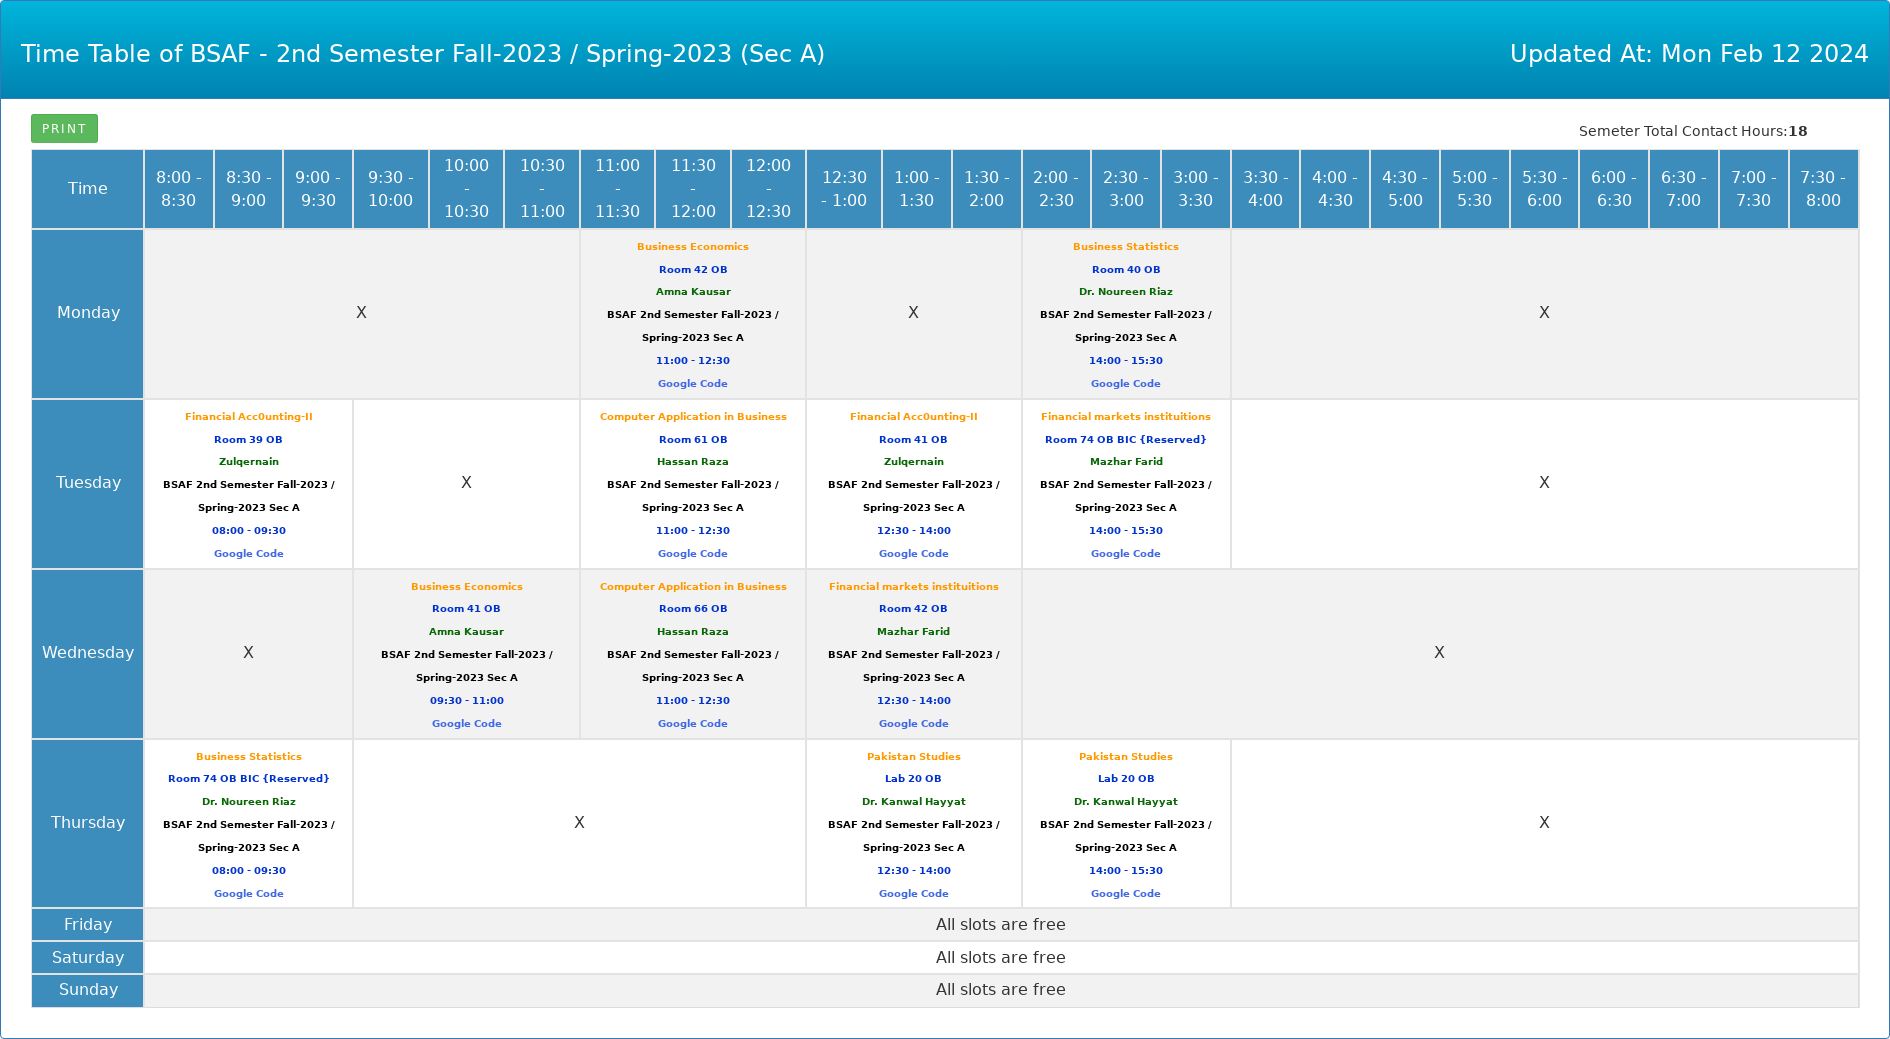 Time Table of BSAF - 2nd Semester Fall-2023 / Spring-2023 (Sec A)
Updated At: Mon Feb 12 2024
PRINT
Semeter Total Contact Hours:18
Time
8:00 -
8:30
8:30 -
9:00
9:00 -
9:30
9:30 -
10:00
10:00
-
10:30
10:30
-
11:00
11:00
-
11:30
11:30
-
12:00
12:00
-
12:30
12:30
- 1:00
1:00 -
1:30
1:30 -
2:00
2:00 -
2:30
2:30 -
3:00
3:00 -
3:30
3:30 -
4:00
4:00 -
4:30
4:30 -
5:00
5:00 -
5:30
5:30 -
6:00
6:00 -
6:30
6:30 -
7:00
7:00 -
7:30
7:30 -
8:00
Monday
X
Business Economics
Room 42 OB
Amna Kausar
BSAF 2nd Semester Fall-2023 /
Spring-2023 Sec A
11:00 - 12:30
Google Code
X
Business Statistics
Room 40 OB
Dr. Noureen Riaz
BSAF 2nd Semester Fall-2023 /
Spring-2023 Sec A
14:00 - 15:30
Google Code
X
Tuesday
Financial Acc0unting-II
Room 39 OB
Zulqernain
BSAF 2nd Semester Fall-2023 /
Spring-2023 Sec A
08:00 - 09:30
Google Code
X
Computer Application in Business
Room 61 OB
Hassan Raza
BSAF 2nd Semester Fall-2023 /
Spring-2023 Sec A
11:00 - 12:30
Google Code
Financial Acc0unting-II
Room 41 OB
Zulqernain
BSAF 2nd Semester Fall-2023 /
Spring-2023 Sec A
12:30 - 14:00
Google Code
Financial markets instituitions
Room 74 OB BIC {Reserved}
Mazhar Farid
BSAF 2nd Semester Fall-2023 /
Spring-2023 Sec A
14:00 - 15:30
Google Code
X
Wednesday
X
Business Economics
Room 41 OB
Amna Kausar
BSAF 2nd Semester Fall-2023 /
Spring-2023 Sec A
09:30 - 11:00
Google Code
Computer Application in Business
Room 66 OB
Hassan Raza
BSAF 2nd Semester Fall-2023 /
Spring-2023 Sec A
11:00 - 12:30
Google Code
Financial markets instituitions
Room 42 OB
Mazhar Farid
BSAF 2nd Semester Fall-2023 /
Spring-2023 Sec A
12:30 - 14:00
Google Code
X
Thursday
Business Statistics
Room 74 OB BIC {Reserved}
Dr. Noureen Riaz
BSAF 2nd Semester Fall-2023 /
Spring-2023 Sec A
08:00 - 09:30
Google Code
X
Pakistan Studies
Lab 20 OB
Dr. Kanwal Hayyat
BSAF 2nd Semester Fall-2023 /
Spring-2023 Sec A
12:30 - 14:00
Google Code
Pakistan Studies
Lab 20 OB
Dr. Kanwal Hayyat
BSAF 2nd Semester Fall-2023 /
Spring-2023 Sec A
14:00 - 15:30
Google Code
X
Friday
All slots are free
Saturday
All slots are free
Sunday
All slots are free